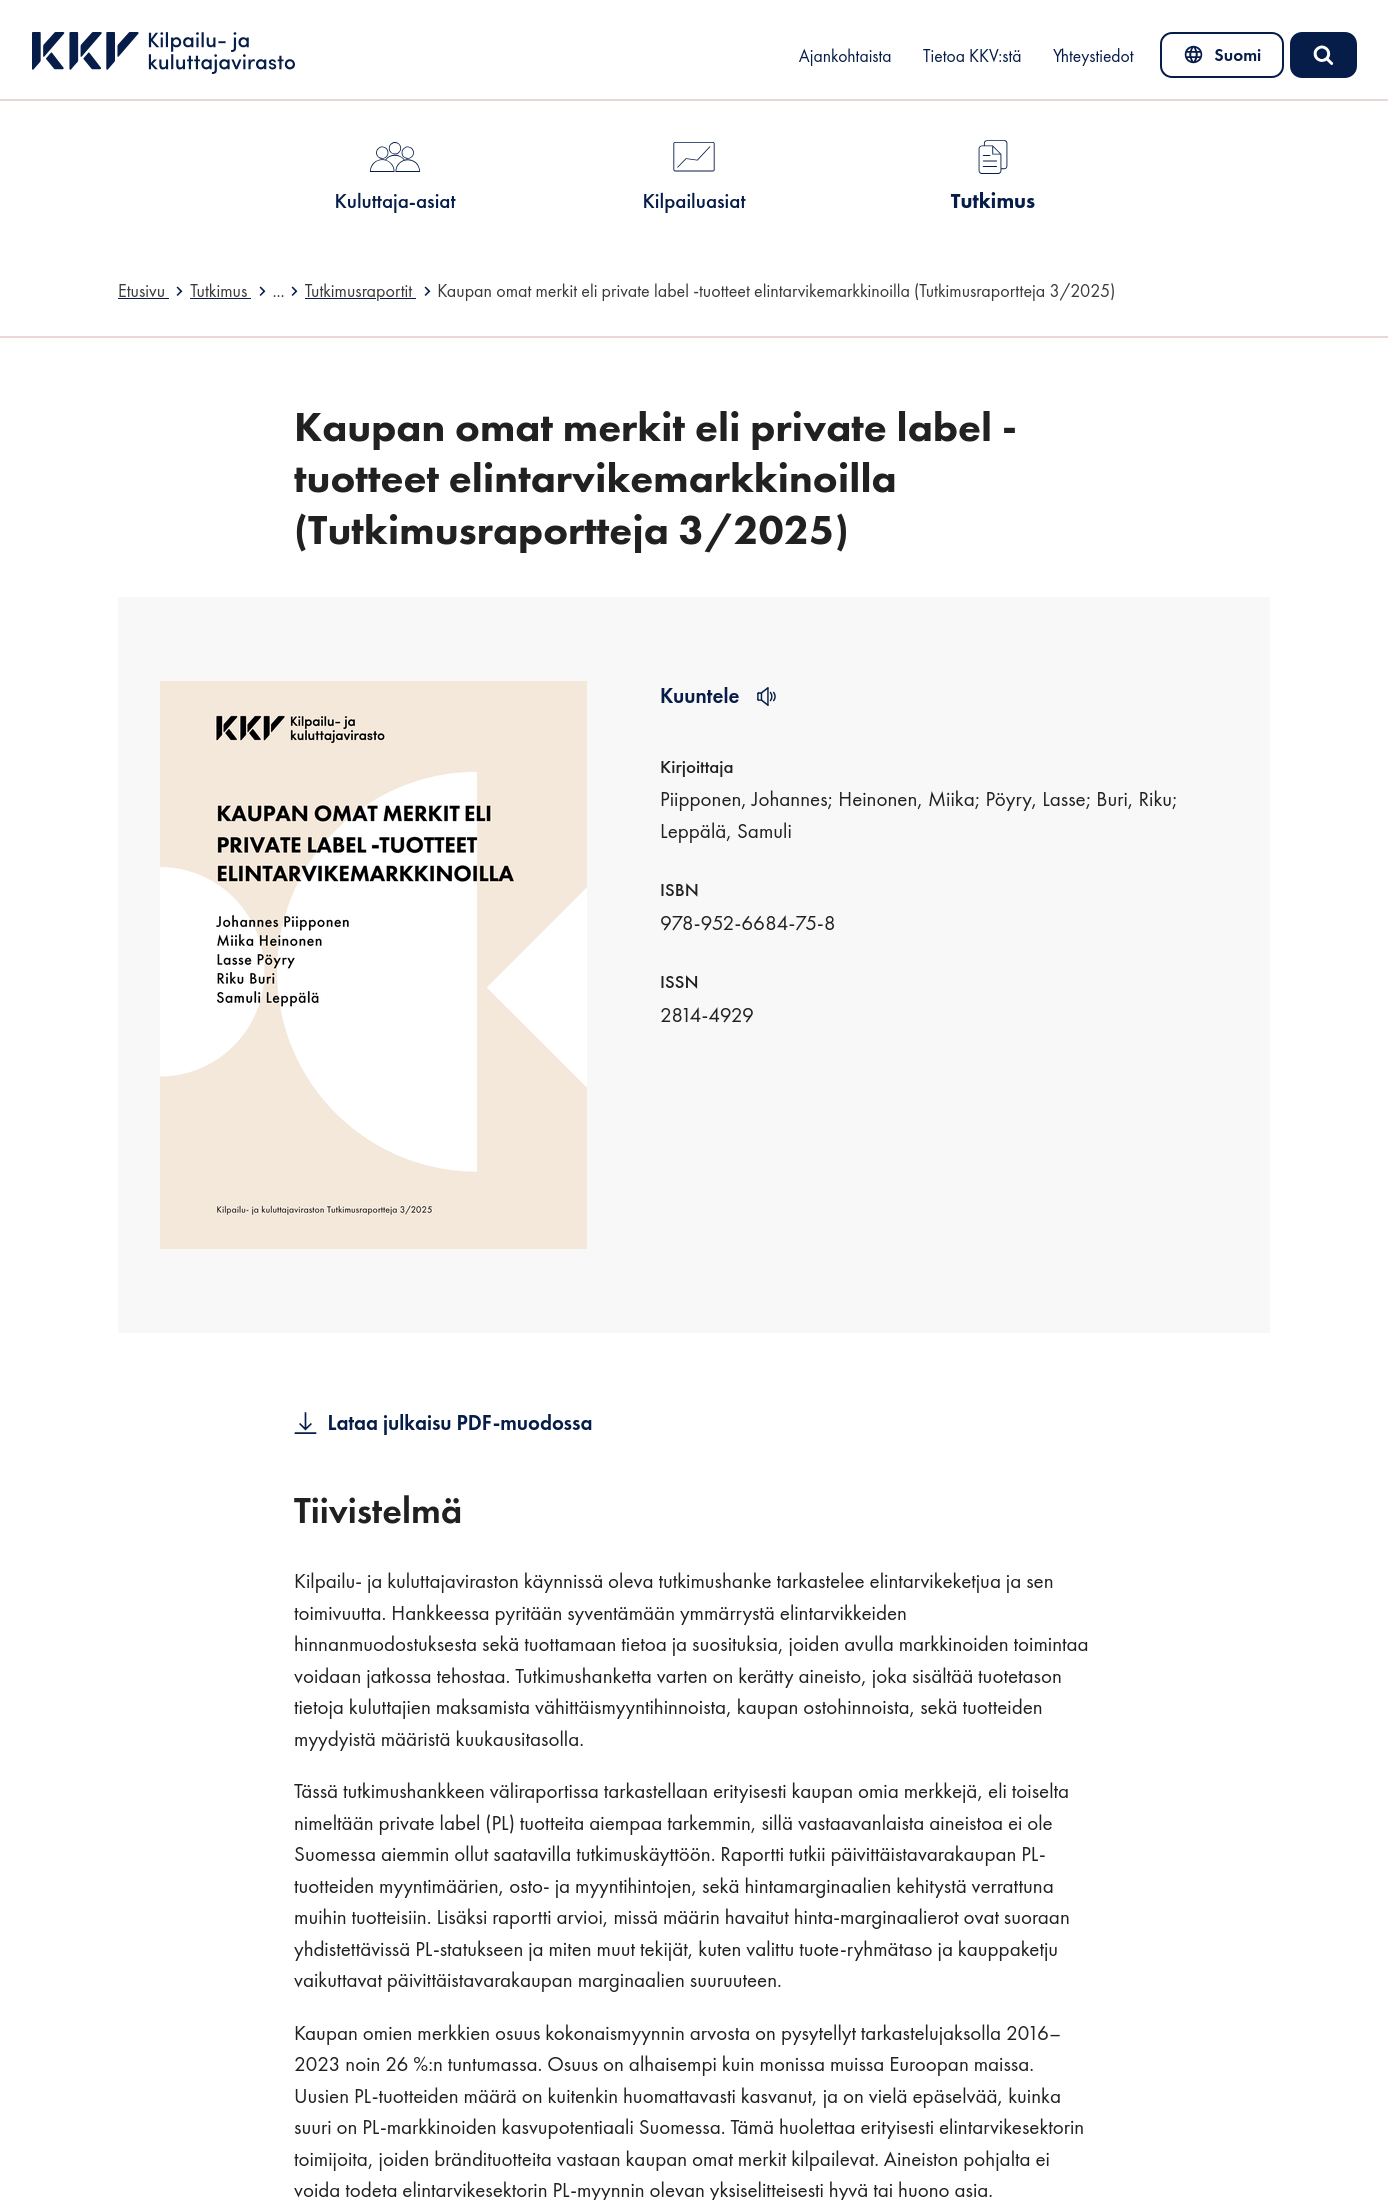 KKV Kilpailu- ja
kuluttajavirasto
Ajankohtaista
Tietoa KKV:stä
Yhteystiedot
Suomi
Kuluttaja-asiat
Kilpailuasiat
Tutkimus
Etusivu > Tutkimus > ... > Tutkimusraportit > Kaupan omat merkit eli private label -tuotteet elintarvikemarkkinoilla (Tutkimusraportteja 3/2025)
Kaupan omat merkit eli private label -
tuotteet elintarvikemarkkinoilla
(Tutkimusraportteja 3/2025)
KKV Kilpailu- ja
kuluttajavirasto
KAUPAN OMAT MERKIT ELI
PRIVATE LABEL -TUOTTEET
ELINTARVIKEMARKKINOILLA
Johannes Piipponen
Miika Heinonen
Lasse Pöyry
Riku Buri
Samuli Leppälä
Kilpailu- ja kuluttajaviraston Tutkimusraportteja 3/2025
Kuuntele
Kirjoittaja
Piipponen, Johannes; Heinonen, Miika; Pöyry, Lasse; Buri, Riku;
Leppälä, Samuli
ISBN
978-952-6684-75-8
ISSN
2814-4929
Lataa julkaisu PDF-muodossa
Tiivistelmä
Kilpailu- ja kuluttajaviraston käynnissä oleva tutkimushanke tarkastelee elintarvikeketjua ja sen
toimivuutta. Hankkeessa pyritään syventämään ymmärrystä elintarvikkeiden
hinnanmuodostuksesta sekä tuottamaan tietoa ja suosituksia, joiden avulla markkinoiden toimintaa
voidaan jatkossa tehostaa. Tutkimushanketta varten on kerätty aineisto, joka sisältää tuotetason
tietoja kuluttajien maksamista vähittäismyyntihinnoista, kaupan ostohinnoista, sekä tuotteiden
myydyistä määristä kuukausitasolla.
Tässä tutkimushankkeen väliraportissa tarkastellaan erityisesti kaupan omia merkkejä, eli toiselta
nimeltään private label (PL) tuotteita aiempaa tarkemmin, sillä vastaavanlaista aineistoa ei ole
Suomessa aiemmin ollut saatavilla tutkimuskäyttöön. Raportti tutkii päivittäistavarakaupan PL-
tuotteiden myyntimäärien, osto- ja myyntihintojen, sekä hintamarginaalien kehitystä verrattuna
muihin tuotteisiin. Lisäksi raportti arvioi, missä määrin havaitut hinta-marginaalierot ovat suoraan
yhdistettävissä PL-statukseen ja miten muut tekijät, kuten valittu tuote-ryhmätaso ja kauppaketju
vaikuttavat päivittäistavarakaupan marginaalien suuruuteen.
Kaupan omien merkkien osuus kokonaismyynnin arvosta on pysytellyt tarkastelujaksolla 2016–
2023 noin 26 %:n tuntumassa. Osuus on alhaisempi kuin monissa muissa Euroopan maissa.
Uusien PL-tuotteiden määrä on kuitenkin huomattavasti kasvanut, ja on vielä epäselvää, kuinka
suuri on PL-markkinoiden kasvupotentiaali Suomessa. Tämä huolettaa erityisesti elintarvikesektorin
toimijoita, joiden brändituotteita vastaan kaupan omat merkit kilpailevat. Aineiston pohjalta ei
voida todeta elintarvikesektorin PL-myynnin olevan yksiselitteisesti hyvä tai huono asia.